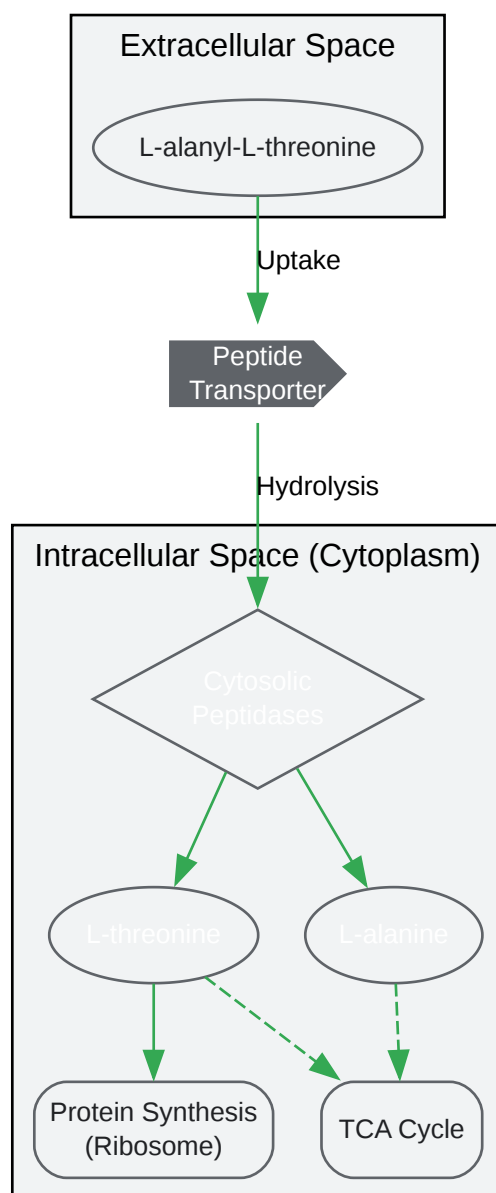 Extracellular Space
L-alanyl-L-threonine
Uptake
Peptide
Transporter
Hydrolysis
Intracellular Space (Cytoplasm)
Cytosolic
Peptidases
L-threonine
L-alanine
Protein Synthesis
(Ribosome)
TCA Cycle